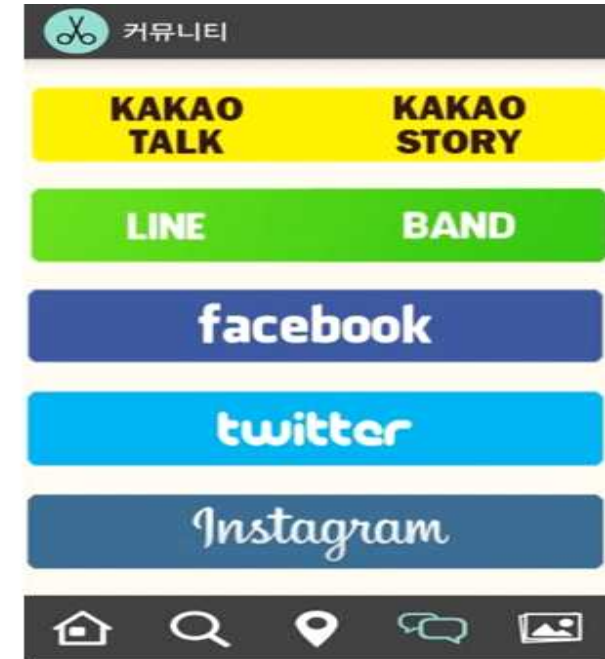 커뮤니티
KAKAO TALK
KAKAO STORY
LINE
BAND
facebook
twitter
Instagram